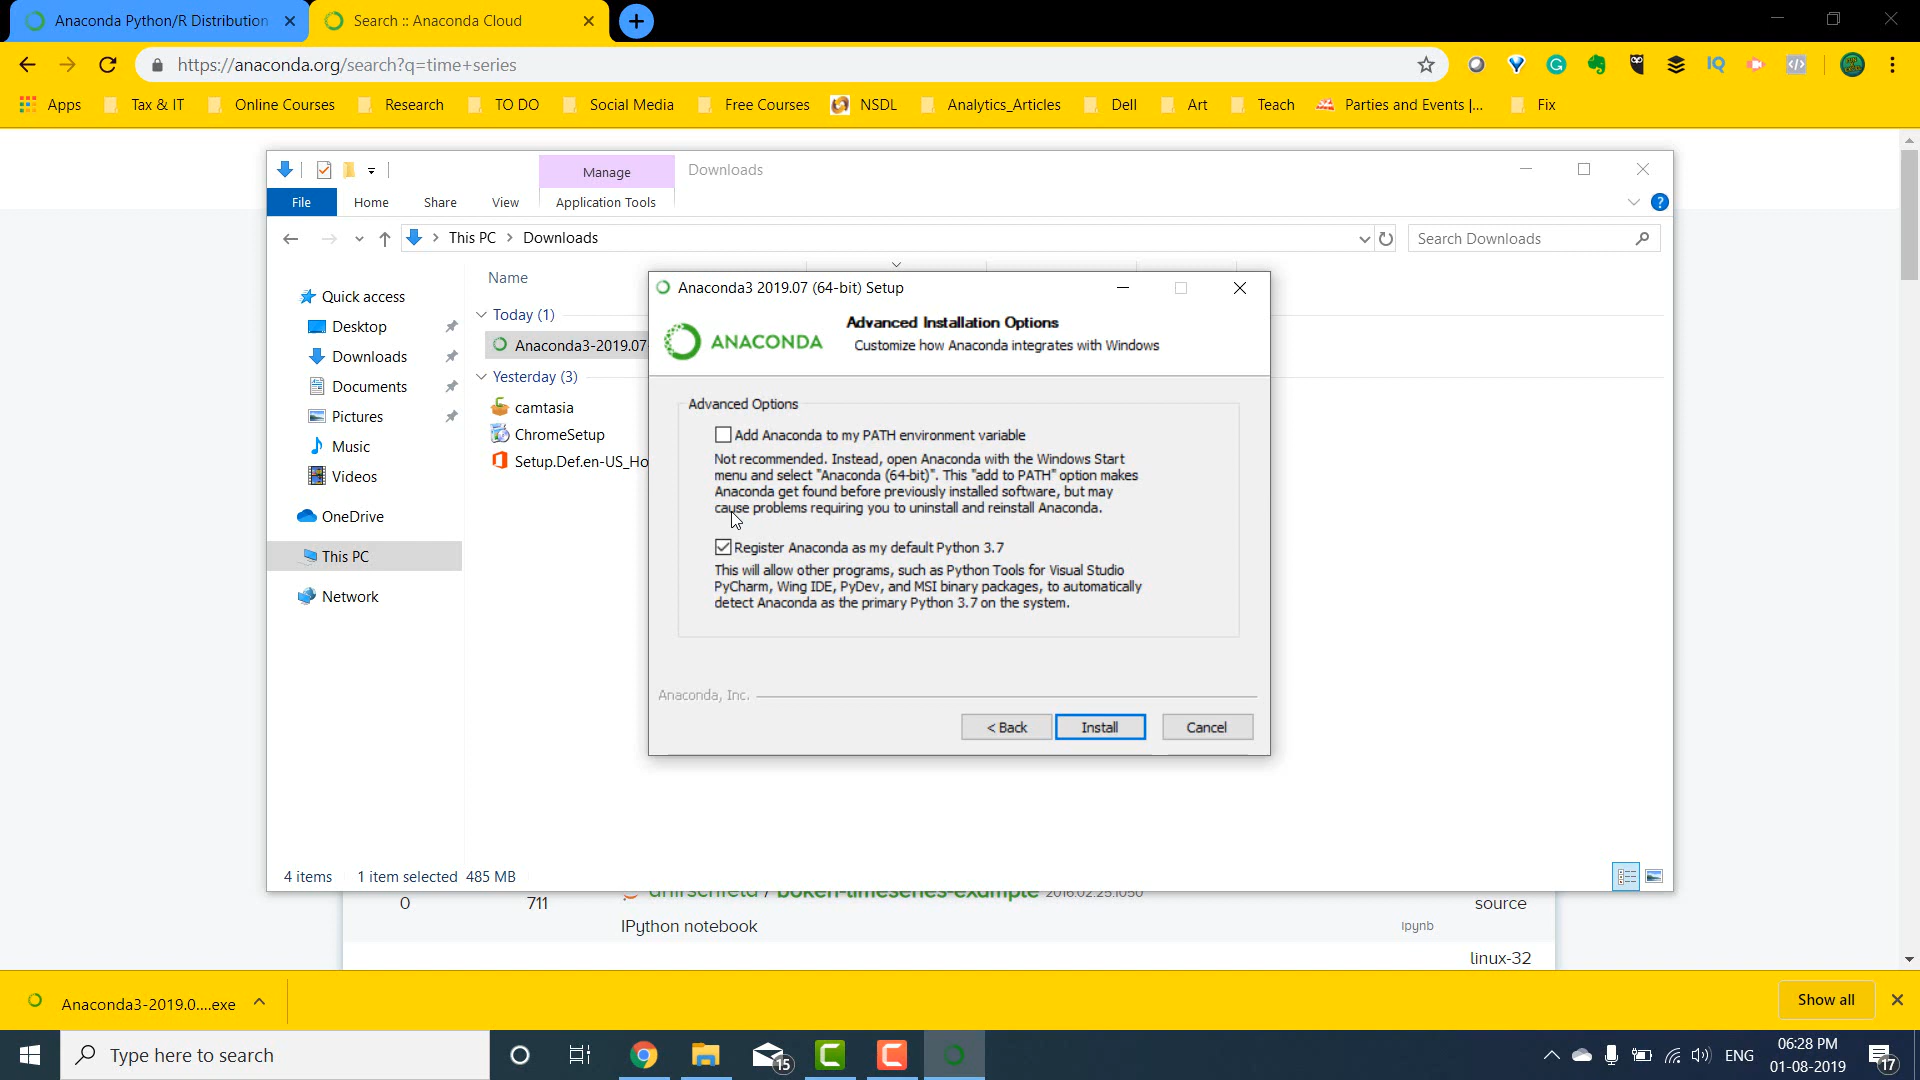 Anaconda Python/R Distribution
Search :: Anaconda Cloud
https://anaconda.org/search?q=time+series
Apps
Tax & IT
Online Courses
Research
TO DO
Social Media
Free Courses
NSDL
Analytics_Articles
Dell
Art
Teach
Parties and Events |...
Fix
Manage
Downloads
File
Home
Share
View
Application Tools
This PC
Downloads
Search Downloads
Quick access
Desktop
Downloads
Documents
Pictures
Music
Videos
OneDrive
This PC
Network
Name
Today (1)
Anaconda3-2019.07
Yesterday (3)
camtasia
ChromeSetup
Setup.Def.en-US_Ho
Anaconda3 2019.07 (64-bit) Setup
ANACONDA
Advanced Installation Options
Customize how Anaconda integrates with Windows
Advanced Options
Add Anaconda to my PATH environment variable
Not recommended. Instead, open Anaconda with the Windows Start
menu and select "Anaconda (64-bit)". This "add to PATH" option makes
Anaconda get found before previously installed software, but may
cause problems requiring you to uninstall and reinstall Anaconda.
Register Anaconda as my default Python 3.7
This will allow other programs, such as Python Tools for Visual Studio
PyCharm, Wing IDE, PyDev, and MSI binary packages, to automatically
detect Anaconda as the primary Python 3.7 on the system.
Anaconda, Inc.
< Back
Install
Cancel
4 items
1 item selected 485 MB
0
711
/ bokeh-timeseries-example 2016.02.25.1050
IPython notebook
source
ipynb
linux-32
Anaconda3-2019.0....exe
Show all
Type here to search
15
ENG
06:28 PM
01-08-2019
17